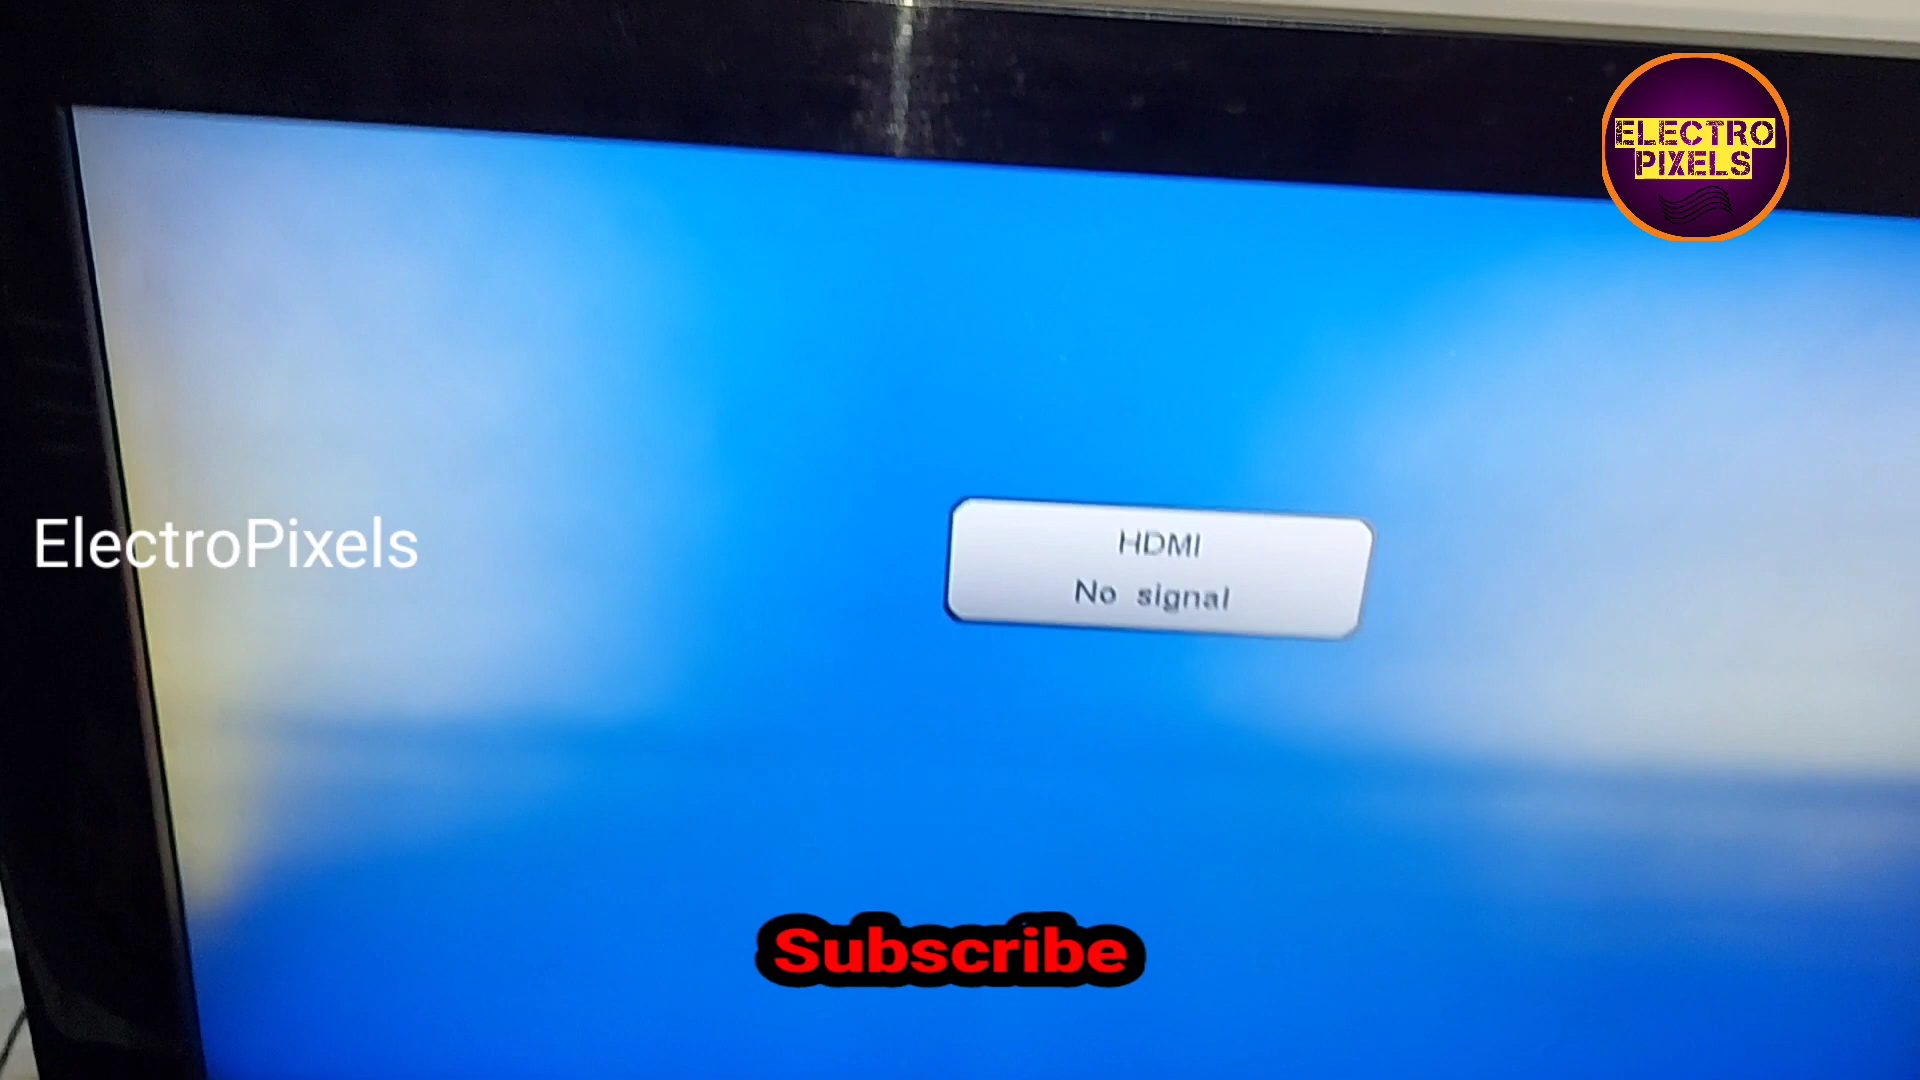 ELECTRO
PIXELS
ElectroPixels
HDMI
No signal
Subscribe